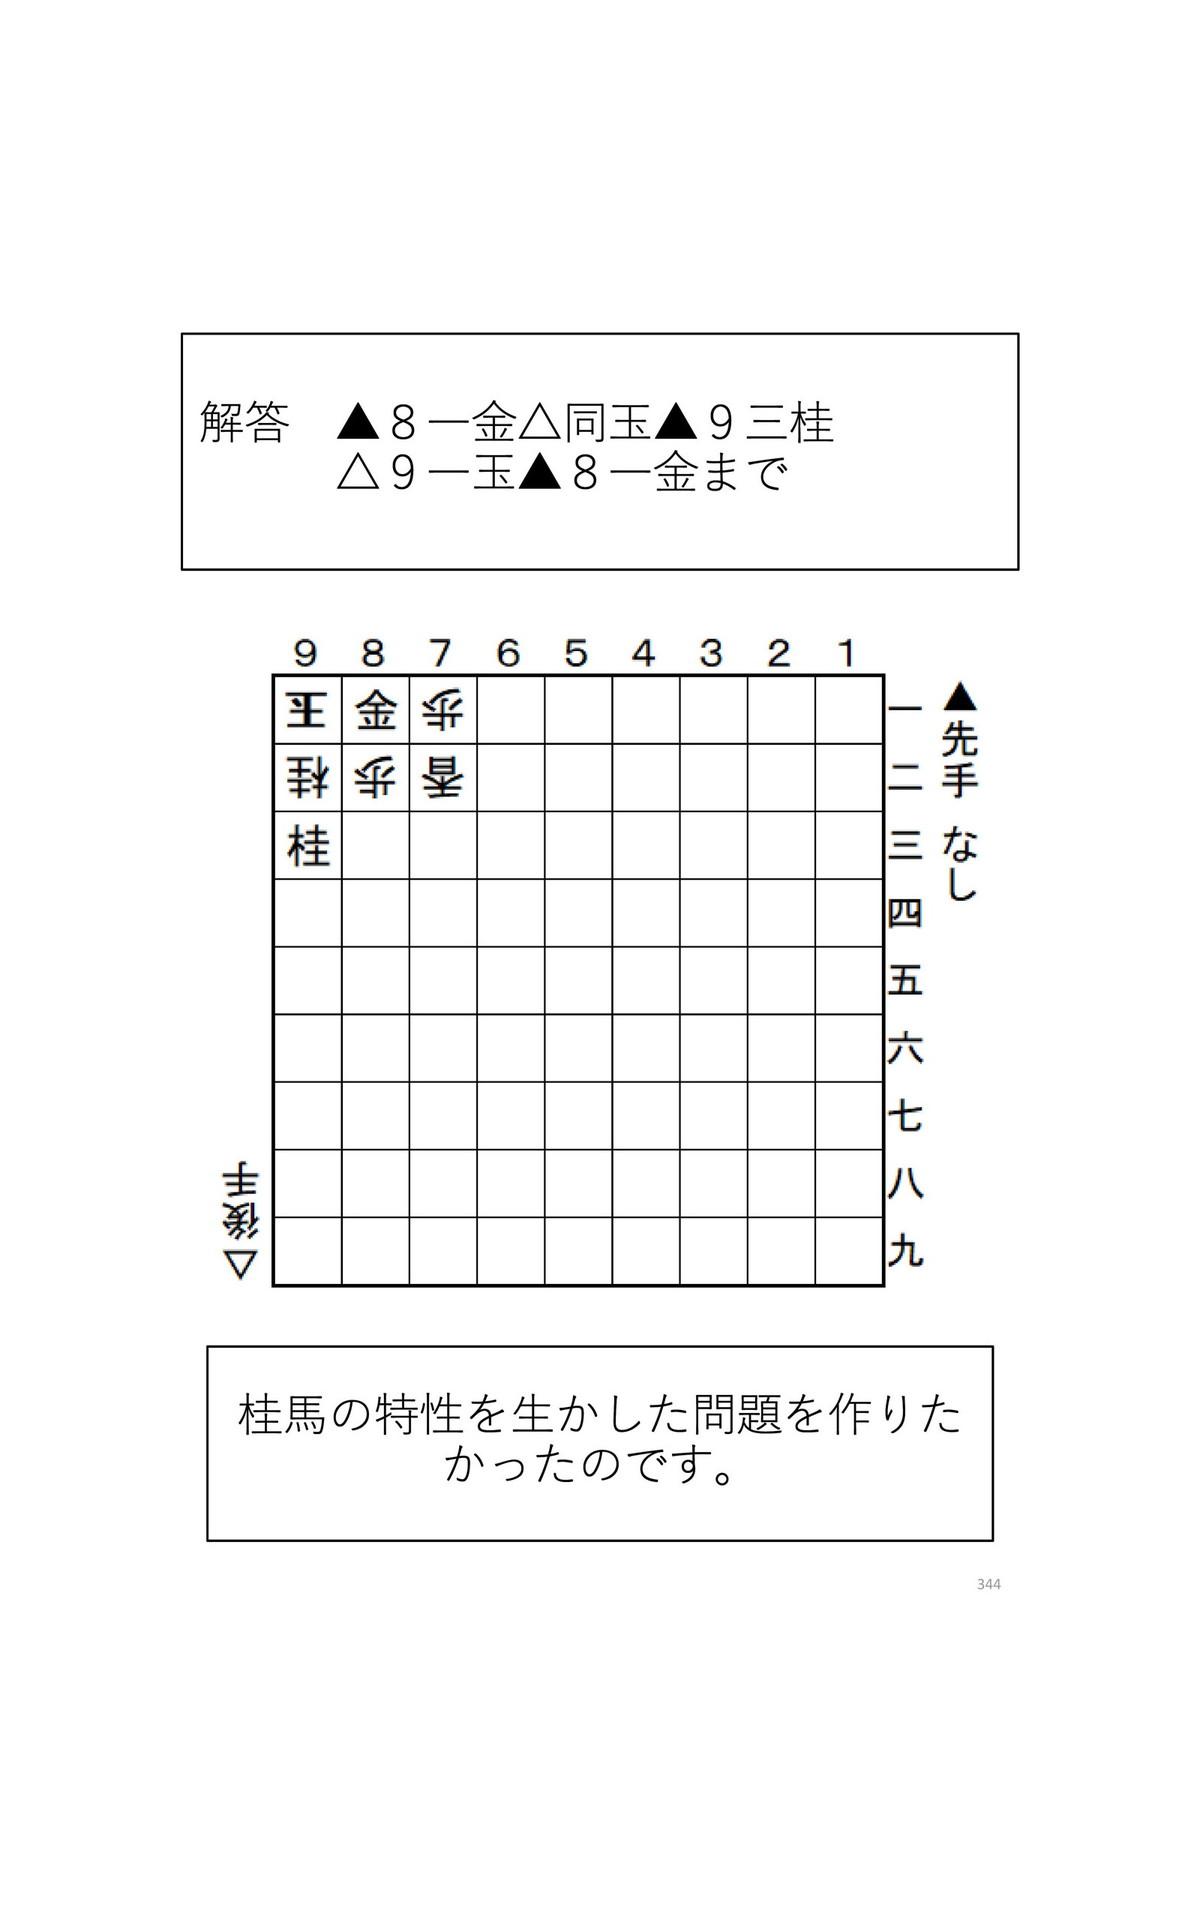 解答　▲８一金△同玉▲９三桂
△９一玉▲８一金まで
9 8 7 6 5 4 3 2 1
王 金 歩 一
桂 歩 香 二
桂 三
四
五
六
七
八
九
▲先手 なし
△後手
桂馬の特性を生かした問題を作りた
かったのです。
344